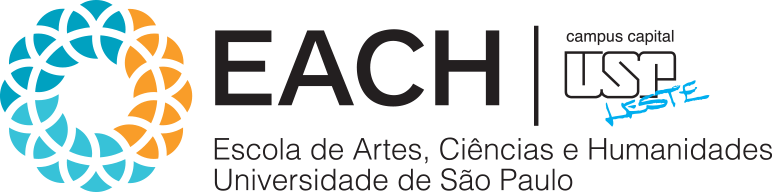 EACH
campus capital
USP
LESTE
Escola de Artes, Ciências e Humanidades
Universidade de São Paulo